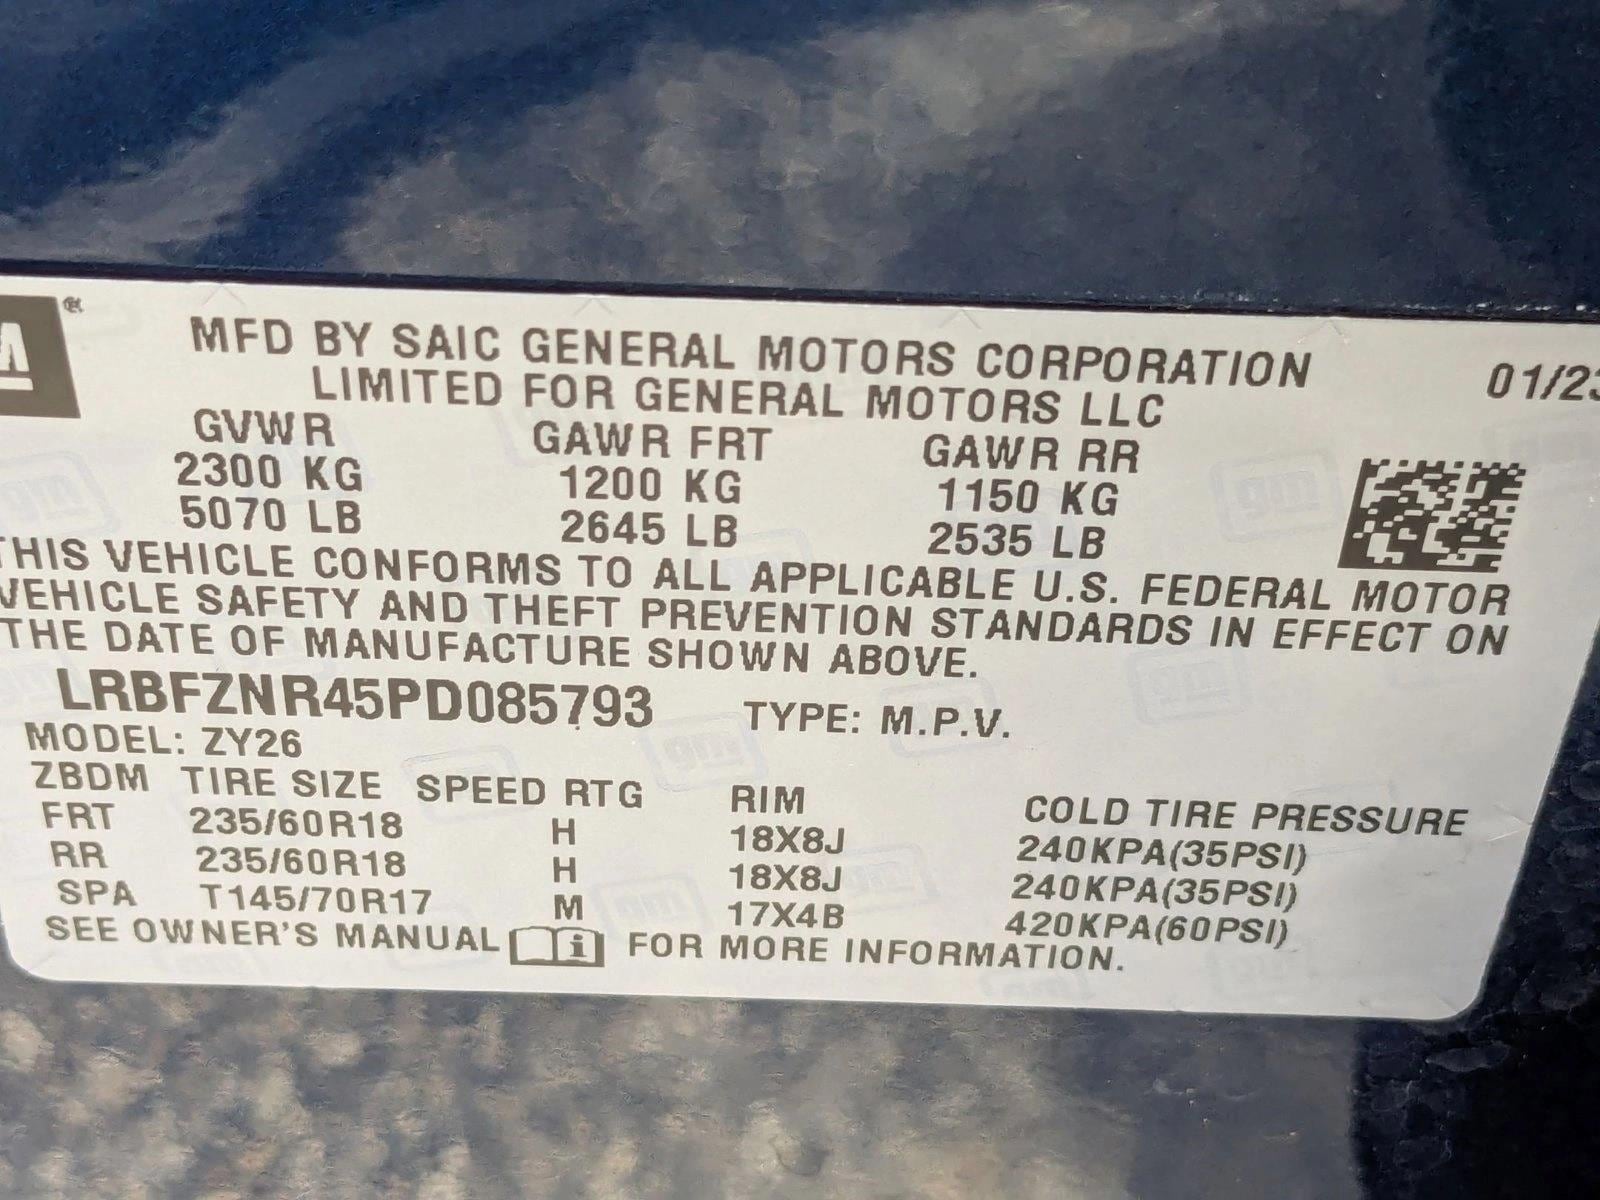 M ®
MFD BY SAIC GENERAL MOTORS CORPORATION 01/23
LIMITED FOR GENERAL MOTORS LLC
GVWR GAWR FRT GAWR RR
2300 KG 1200 KG 1150 KG
5070 LB 2645 LB 2535 LB
THIS VEHICLE CONFORMS TO ALL APPLICABLE U.S. FEDERAL MOTOR
VEHICLE SAFETY AND THEFT PREVENTION STANDARDS IN EFFECT ON
THE DATE OF MANUFACTURE SHOWN ABOVE.
LRBFZNR45PD085793 TYPE: M.P.V.
MODEL: ZY26
ZBDM TIRE SIZE SPEED RTG RIM COLD TIRE PRESSURE
FRT 235/60R18 H 18X8J 240KPA(35PSI)
RR 235/60R18 H 18X8J 240KPA(35PSI)
SPA T145/70R17 M 17X4B 420KPA(60PSI)
SEE OWNER'S MANUAL i FOR MORE INFORMATION.